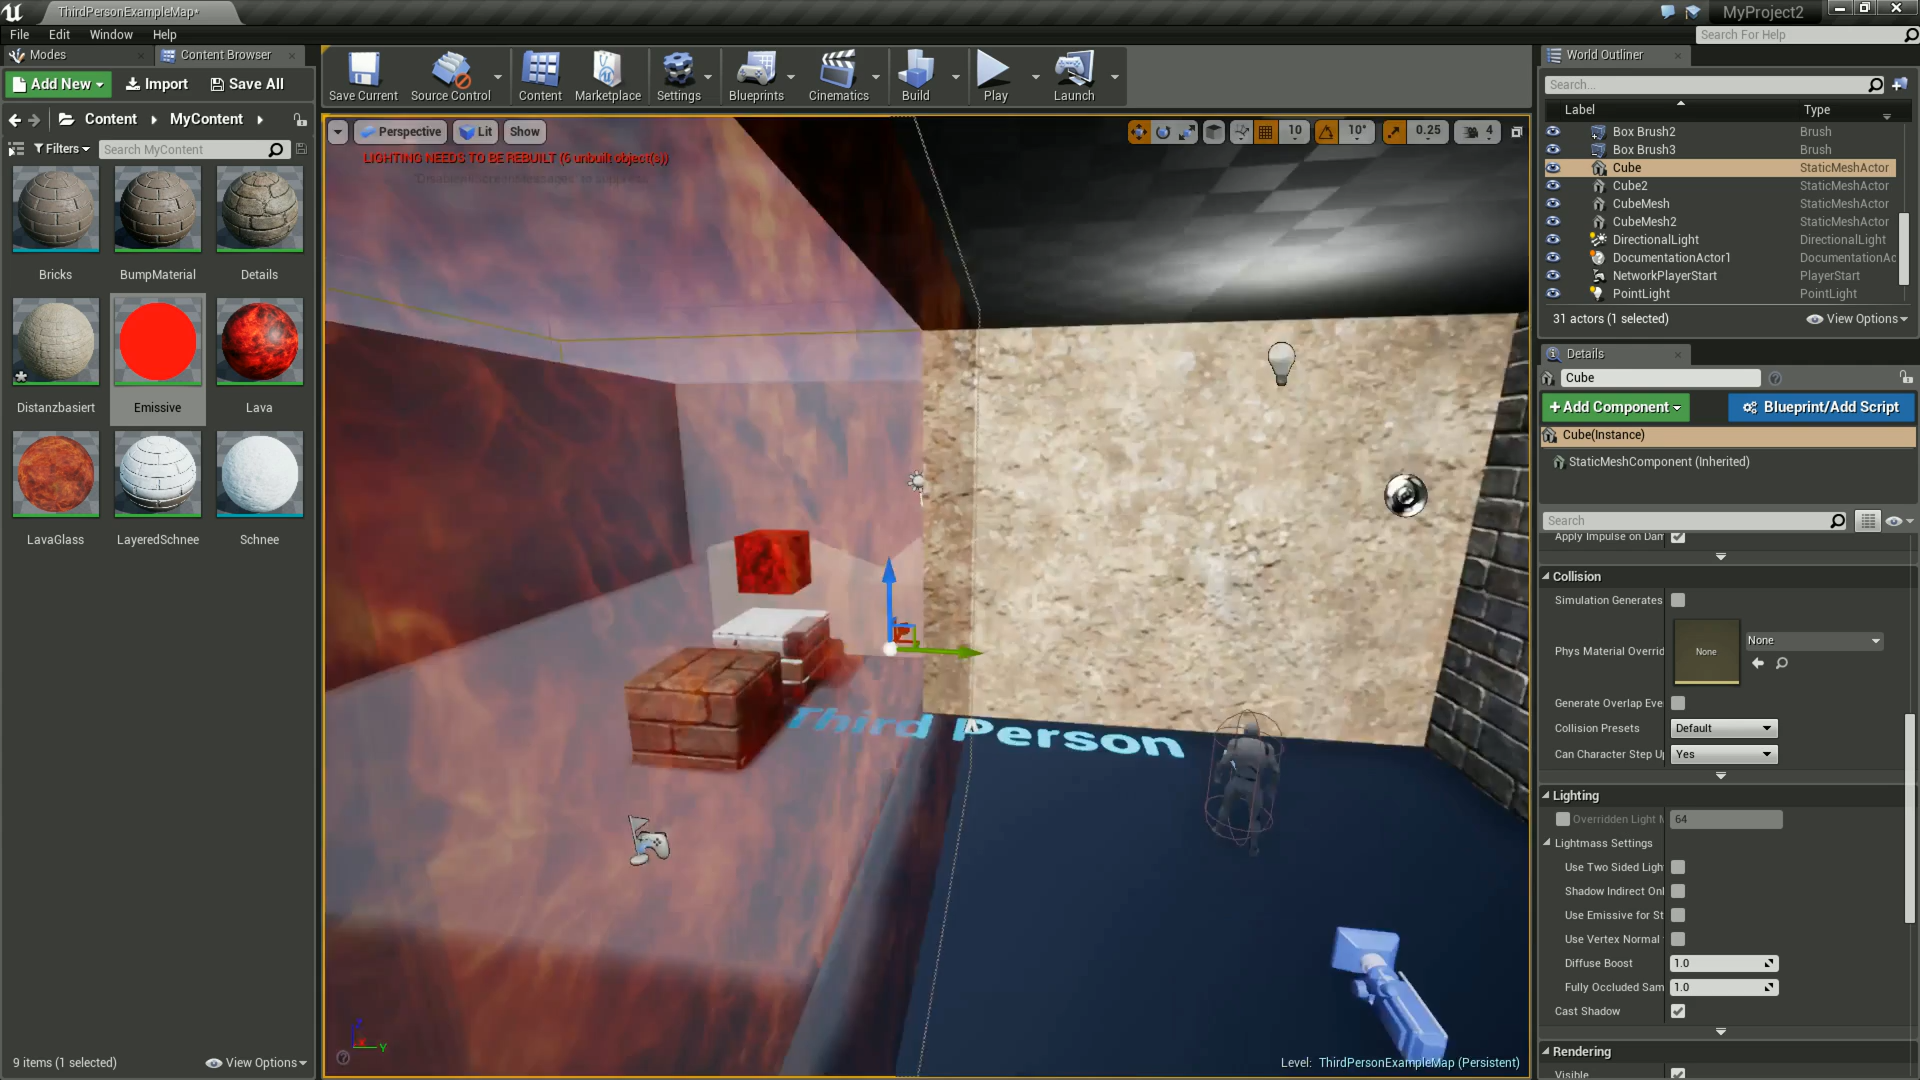 ThirdPersonExampleMap*
MyProject2
File Edit Window Help
Search For Help
Modes
Content Browser
Add New
Import
Save All
Content
MyContent
Filters
Search MyContent
Bricks
BumpMaterial
Details
Distanzbasiert
Emissive
Lava
LavaGlass
LayeredSchnee
Schnee
9 items (1 selected)
View Options
Save Current
Source Control
Content
Marketplace
Settings
Blueprints
Cinematics
Build
Play
Launch
Perspective
Lit
Show
10
10°
0.25
4
LIGHTING NEEDS TO BE REBUILT (6 unbuilt object(s))
Third Person
Level: ThirdPersonExampleMap (Persistent)
Z
Y
World Outliner
Search...
Label Type
Box Brush2 Brush
Box Brush3 Brush
Cube StaticMeshActor
Cube2 StaticMeshActor
CubeMesh StaticMeshActor
CubeMesh2 StaticMeshActor
DirectionalLight DirectionalLight
DocumentationActor1 DocumentationAc
NetworkPlayerStart PlayerStart
PointLight PointLight
31 actors (1 selected)
View Options
Details
Cube
+Add Component
Blueprint/Add Script
Cube(Instance)
StaticMeshComponent (Inherited)
Search
Apply Impulse on Dam
Collision
Simulation Generates
Phys Material Overrid
None
None
Generate Overlap Eve
Collision Presets Default
Can Character Step Up Yes
Lighting
Overridden Light M 64
Lightmass Settings
Use Two Sided Ligh
Shadow Indirect Onl
Use Emissive for St
Use Vertex Normal
Diffuse Boost 1.0
Fully Occluded Sam 1.0
Cast Shadow
Rendering
Visible